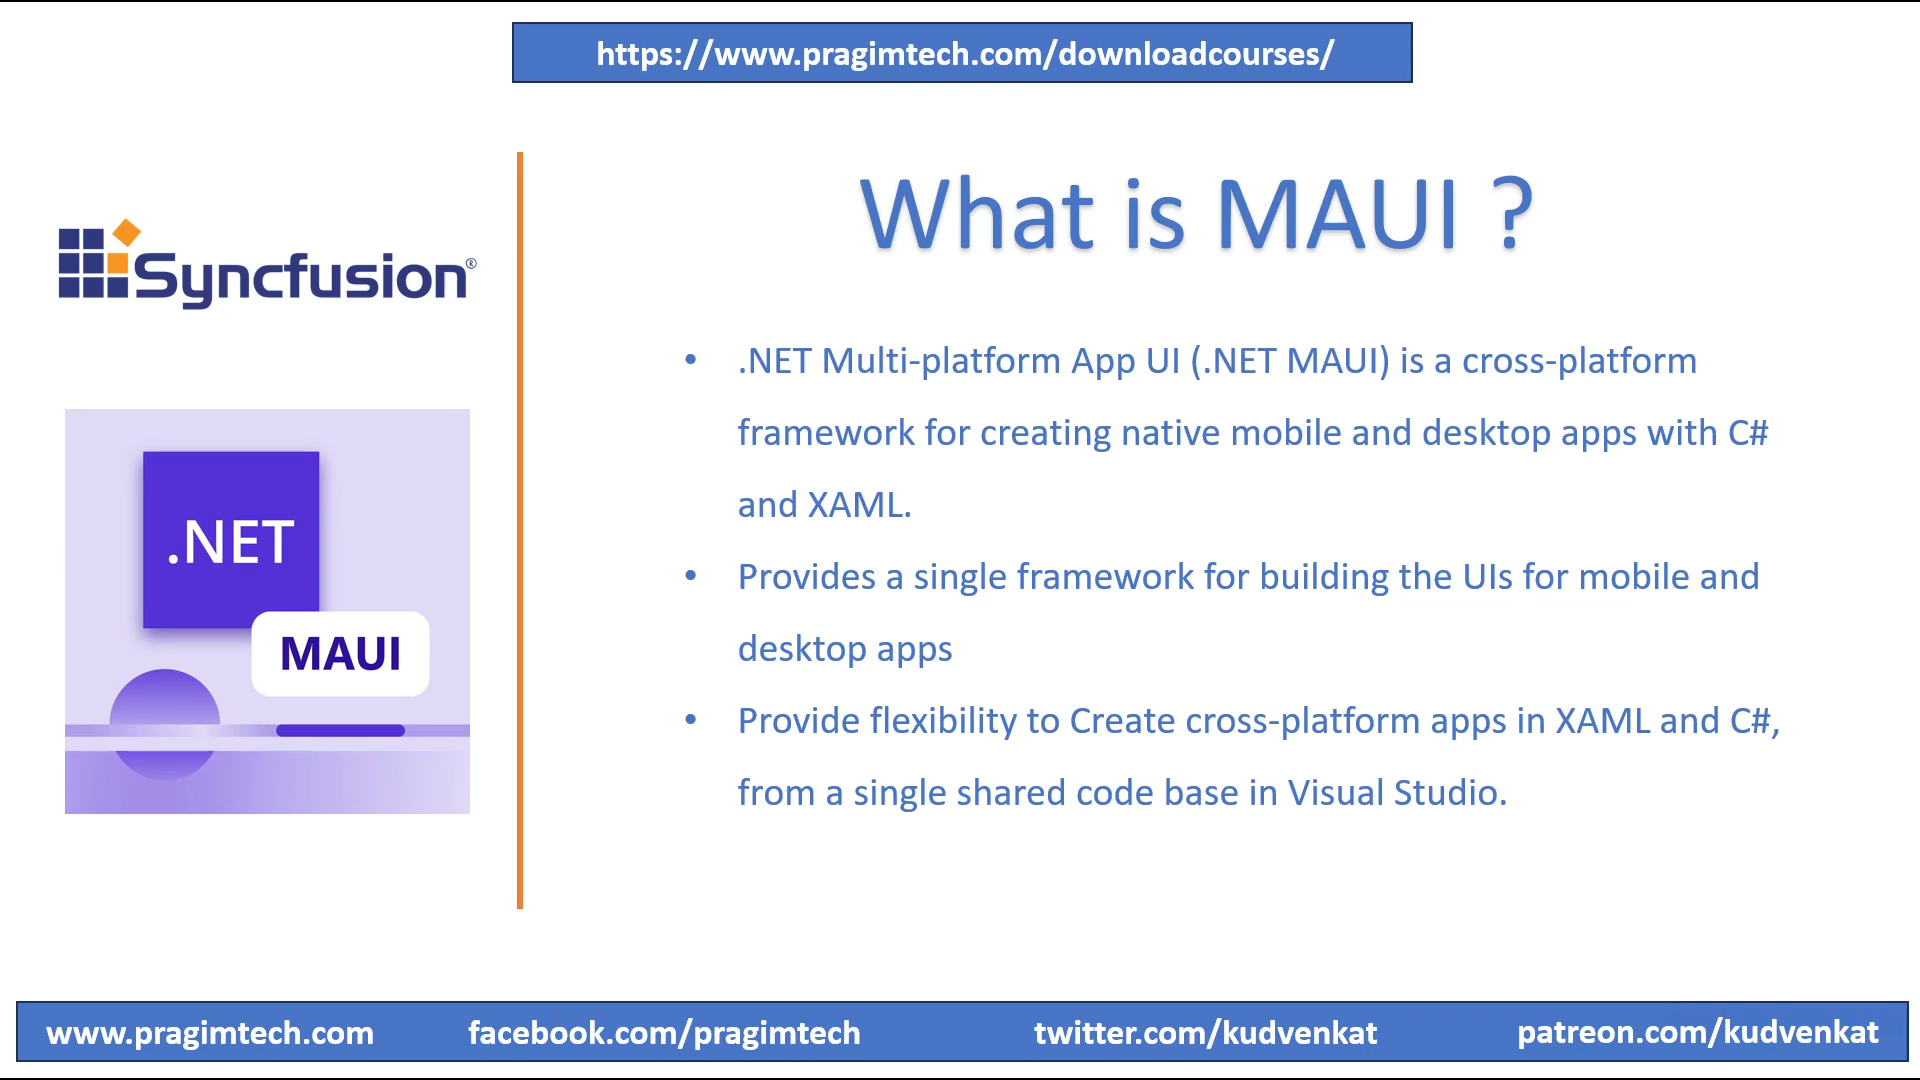 https://www.pragimtech.com/downloadcourses/
Syncfusion®
.NET
MAUI
What is MAUI ?
• .NET Multi-platform App UI (.NET MAUI) is a cross-platform
framework for creating native mobile and desktop apps with C#
and XAML.
• Provides a single framework for building the UIs for mobile and
desktop apps
• Provide flexibility to Create cross-platform apps in XAML and C#,
from a single shared code base in Visual Studio.
www.pragimtech.com facebook.com/pragimtech twitter.com/kudvenkat patreon.com/kudvenkat